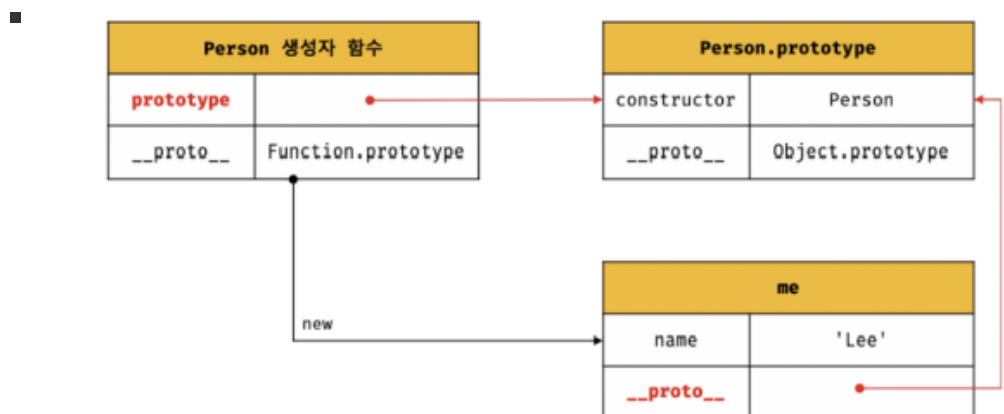 Person 생성자 함수
prototype
__proto__ Function.prototype
Person.prototype
constructor Person
__proto__ Object.prototype
new
me
name 'Lee'
__proto__